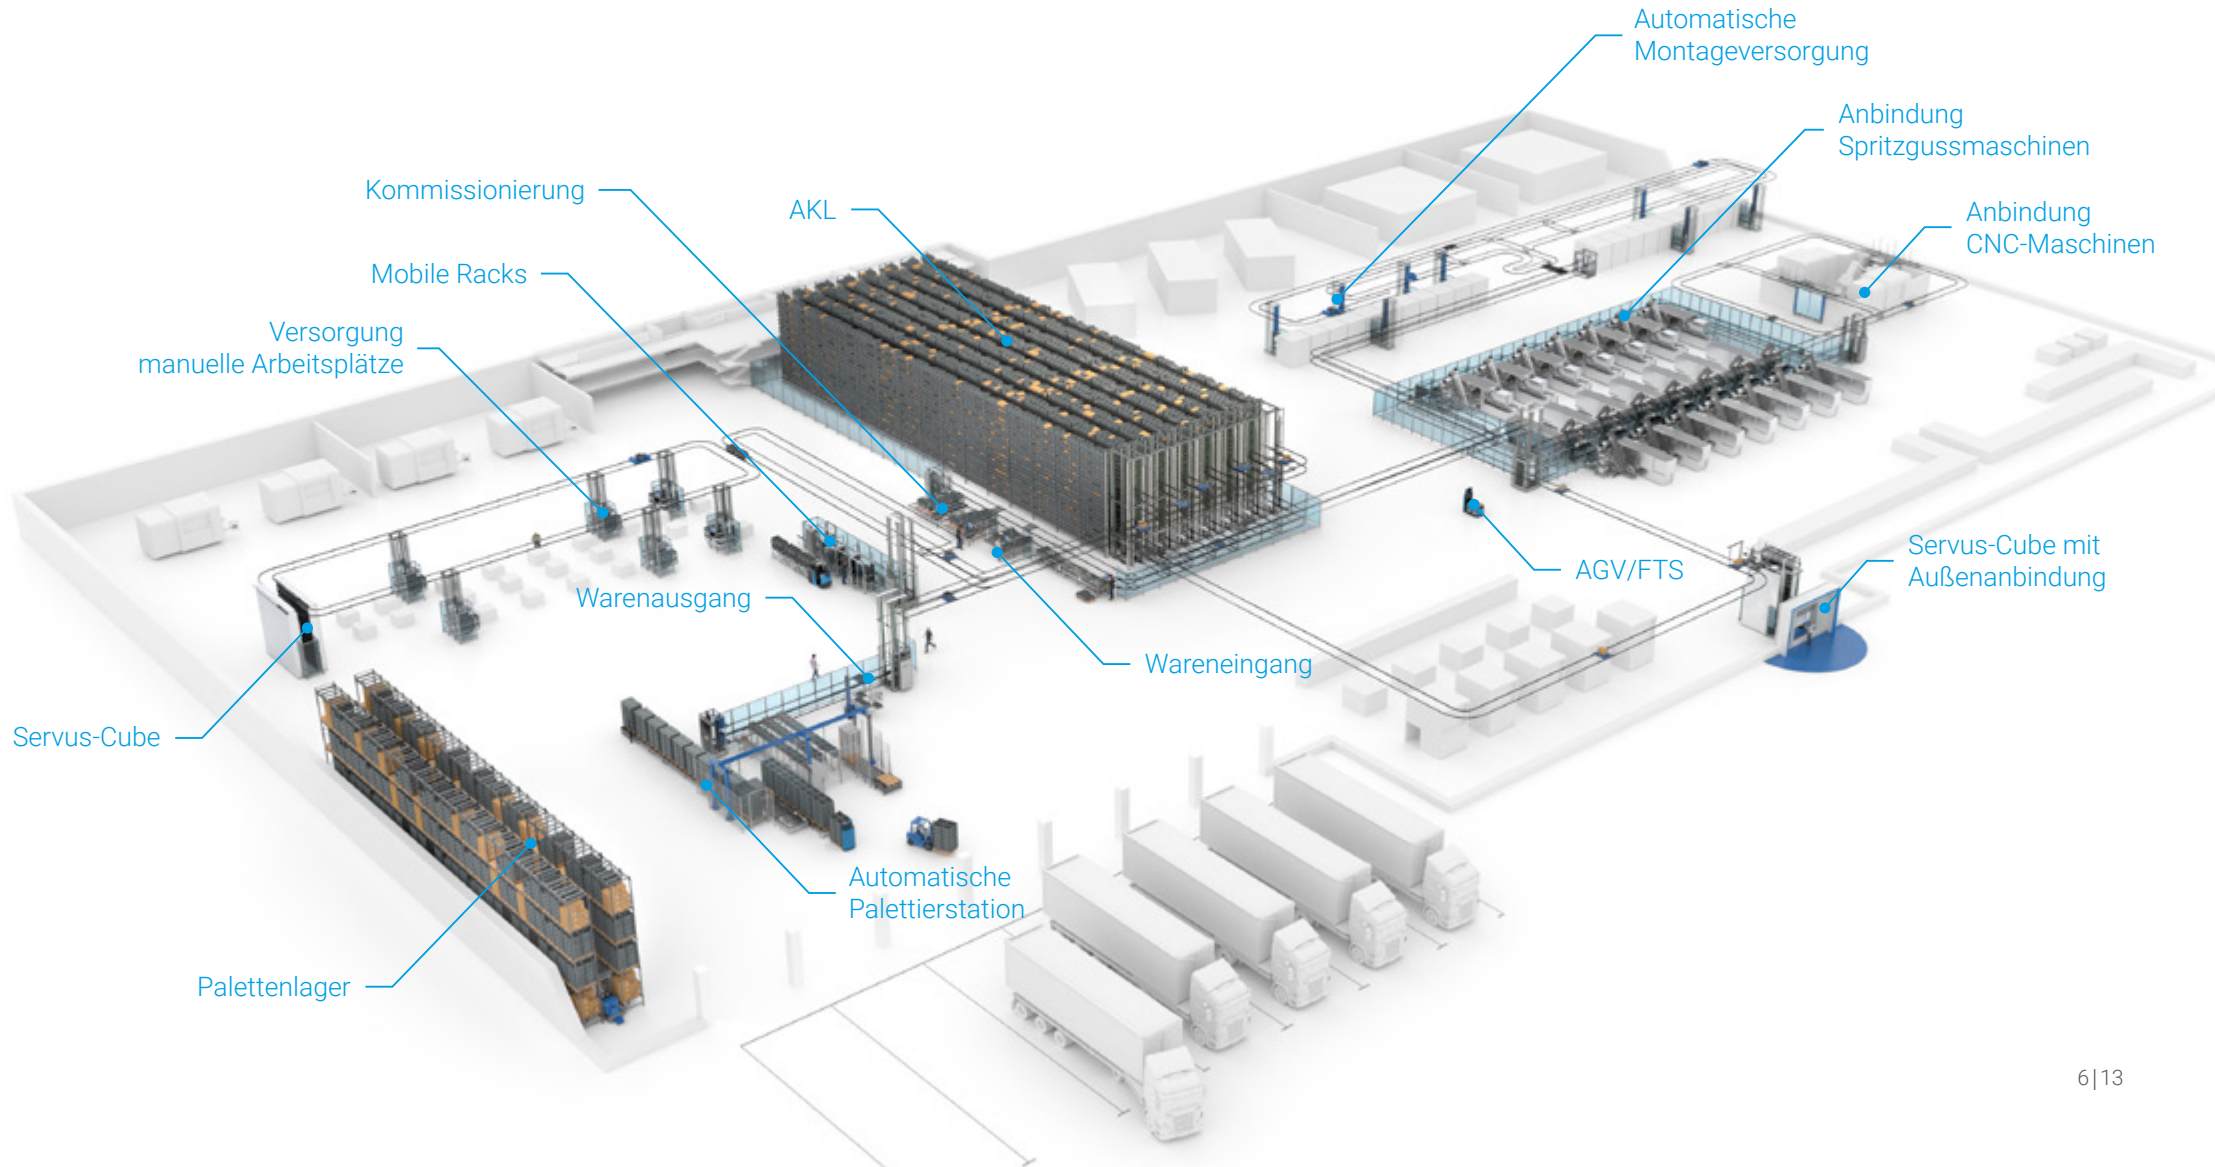 Automatische
Montageversorgung
Anbindung
Spritzgussmaschinen
Kommissionierung
AKL
Anbindung
CNC-Maschinen
Mobile Racks
Versorgung
manuelle Arbeitsplätze
Servus-Cube mit
Außenanbindung
AGV/FTS
Warenausgang
Wareneingang
Servus-Cube
Automatische
Palettierstation
Palettenlager
6|13